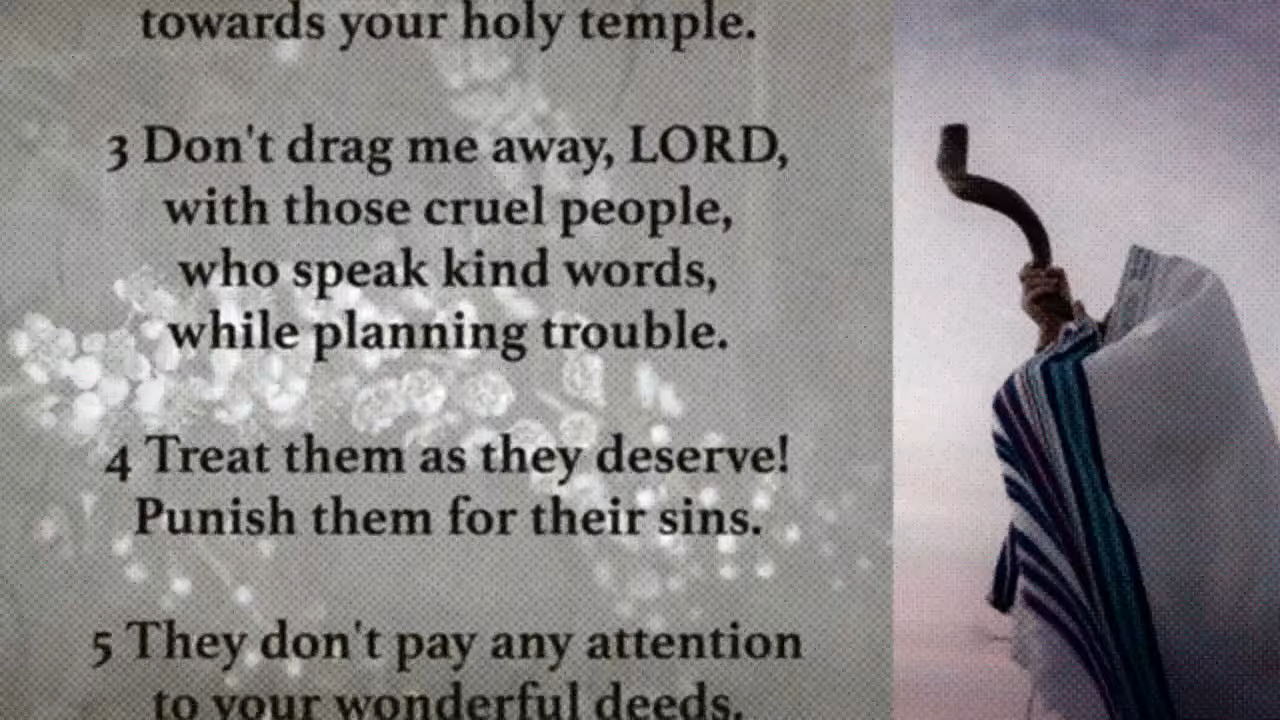 towards your holy temple.
3 Don't drag me away, LORD,
with those cruel people,
who speak kind words,
while planning trouble.
4 Treat them as they deserve!
Punish them for their sins.
5 They don't pay any attention
to your wonderful deeds.